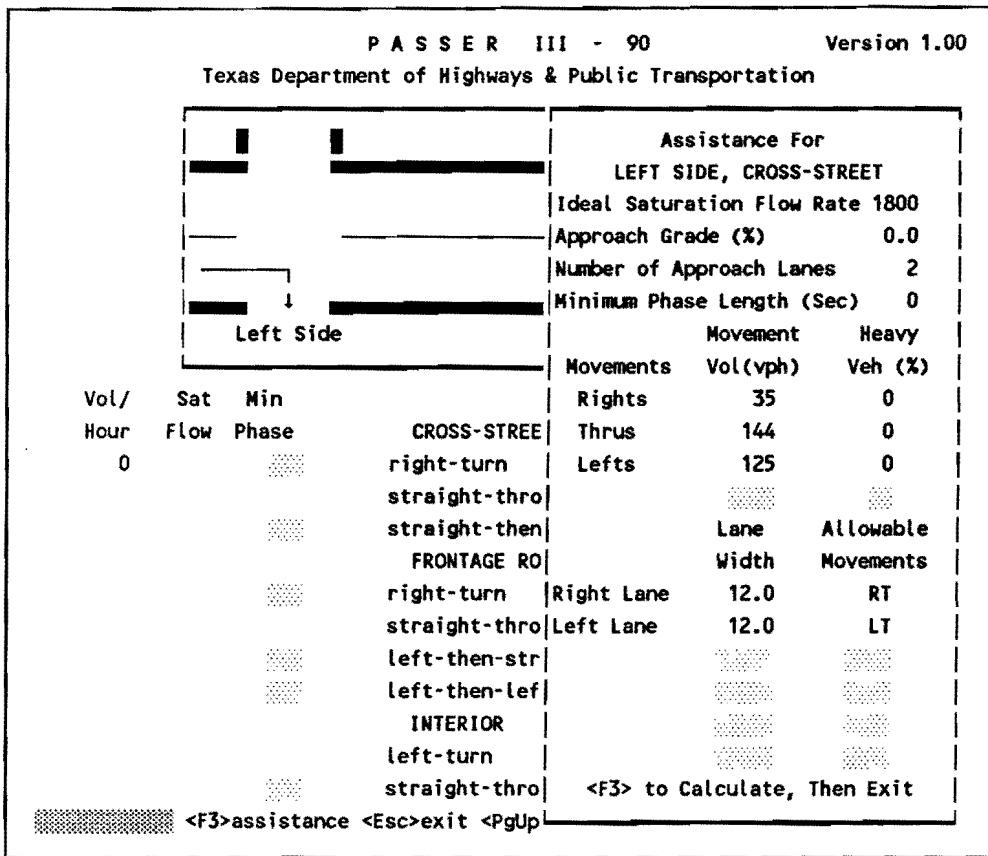 P A S S E R III - 90 Version 1.00
Texas Department of Highways & Public Transportation
Left Side
Vol/ Sat Min
Hour Flow Phase CROSS-STREE
0 right-turn
straight-thro
straight-then
FRONTAGE RO
right-turn
straight-thro
left-then-str
left-then-lef
INTERIOR
left-turn
straight-thro
<F3>assistance <Esc>exit <PgUp
Assistance For
LEFT SIDE, CROSS-STREET
Ideal Saturation Flow Rate 1800
Approach Grade (%) 0.0
Number of Approach Lanes 2
Minimum Phase Length (Sec) 0
Movement Heavy
Movements Vol(vph) Veh (%)
Rights 35 0
Thrus 144 0
Lefts 125 0
Lane Allowable
Width Movements
Right Lane 12.0 RT
Left Lane 12.0 LT
<F3> to Calculate, Then Exit